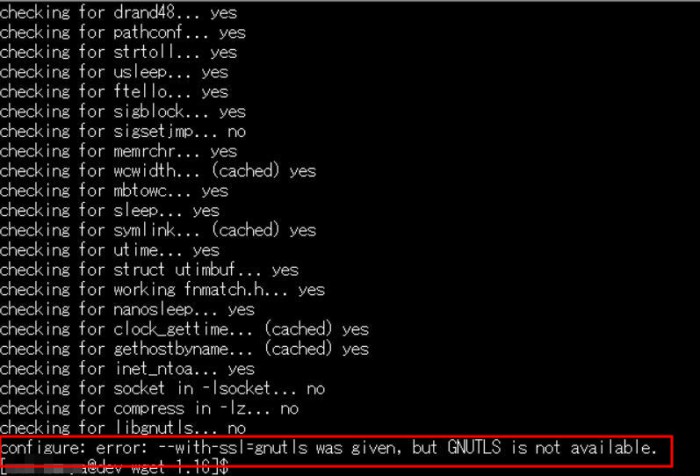 checking for drand48... yes
checking for pathconf... yes
checking for strtoll... yes
checking for usleep... yes
checking for ftello... yes
checking for sigblock... yes
checking for sigsetjmp... no
checking for memrchr... yes
checking for wcwidth... (cached) yes
checking for mbtowc... yes
checking for sleep... yes
checking for symlink... (cached) yes
checking for utime... yes
checking for struct utimbuf... yes
checking for working fnmatch.h... yes
checking for nanosleep... yes
checking for clock_gettime... (cached) yes
checking for gethostbyname... (cached) yes
checking for inet_ntoa... yes
checking for socket in -lsocket... no
checking for compress in -lz... no
checking for libgnutls... no
configure: error: --with-ssl=gnutls was given, but GNUTLS is not available.
@dev wget-1.16]$